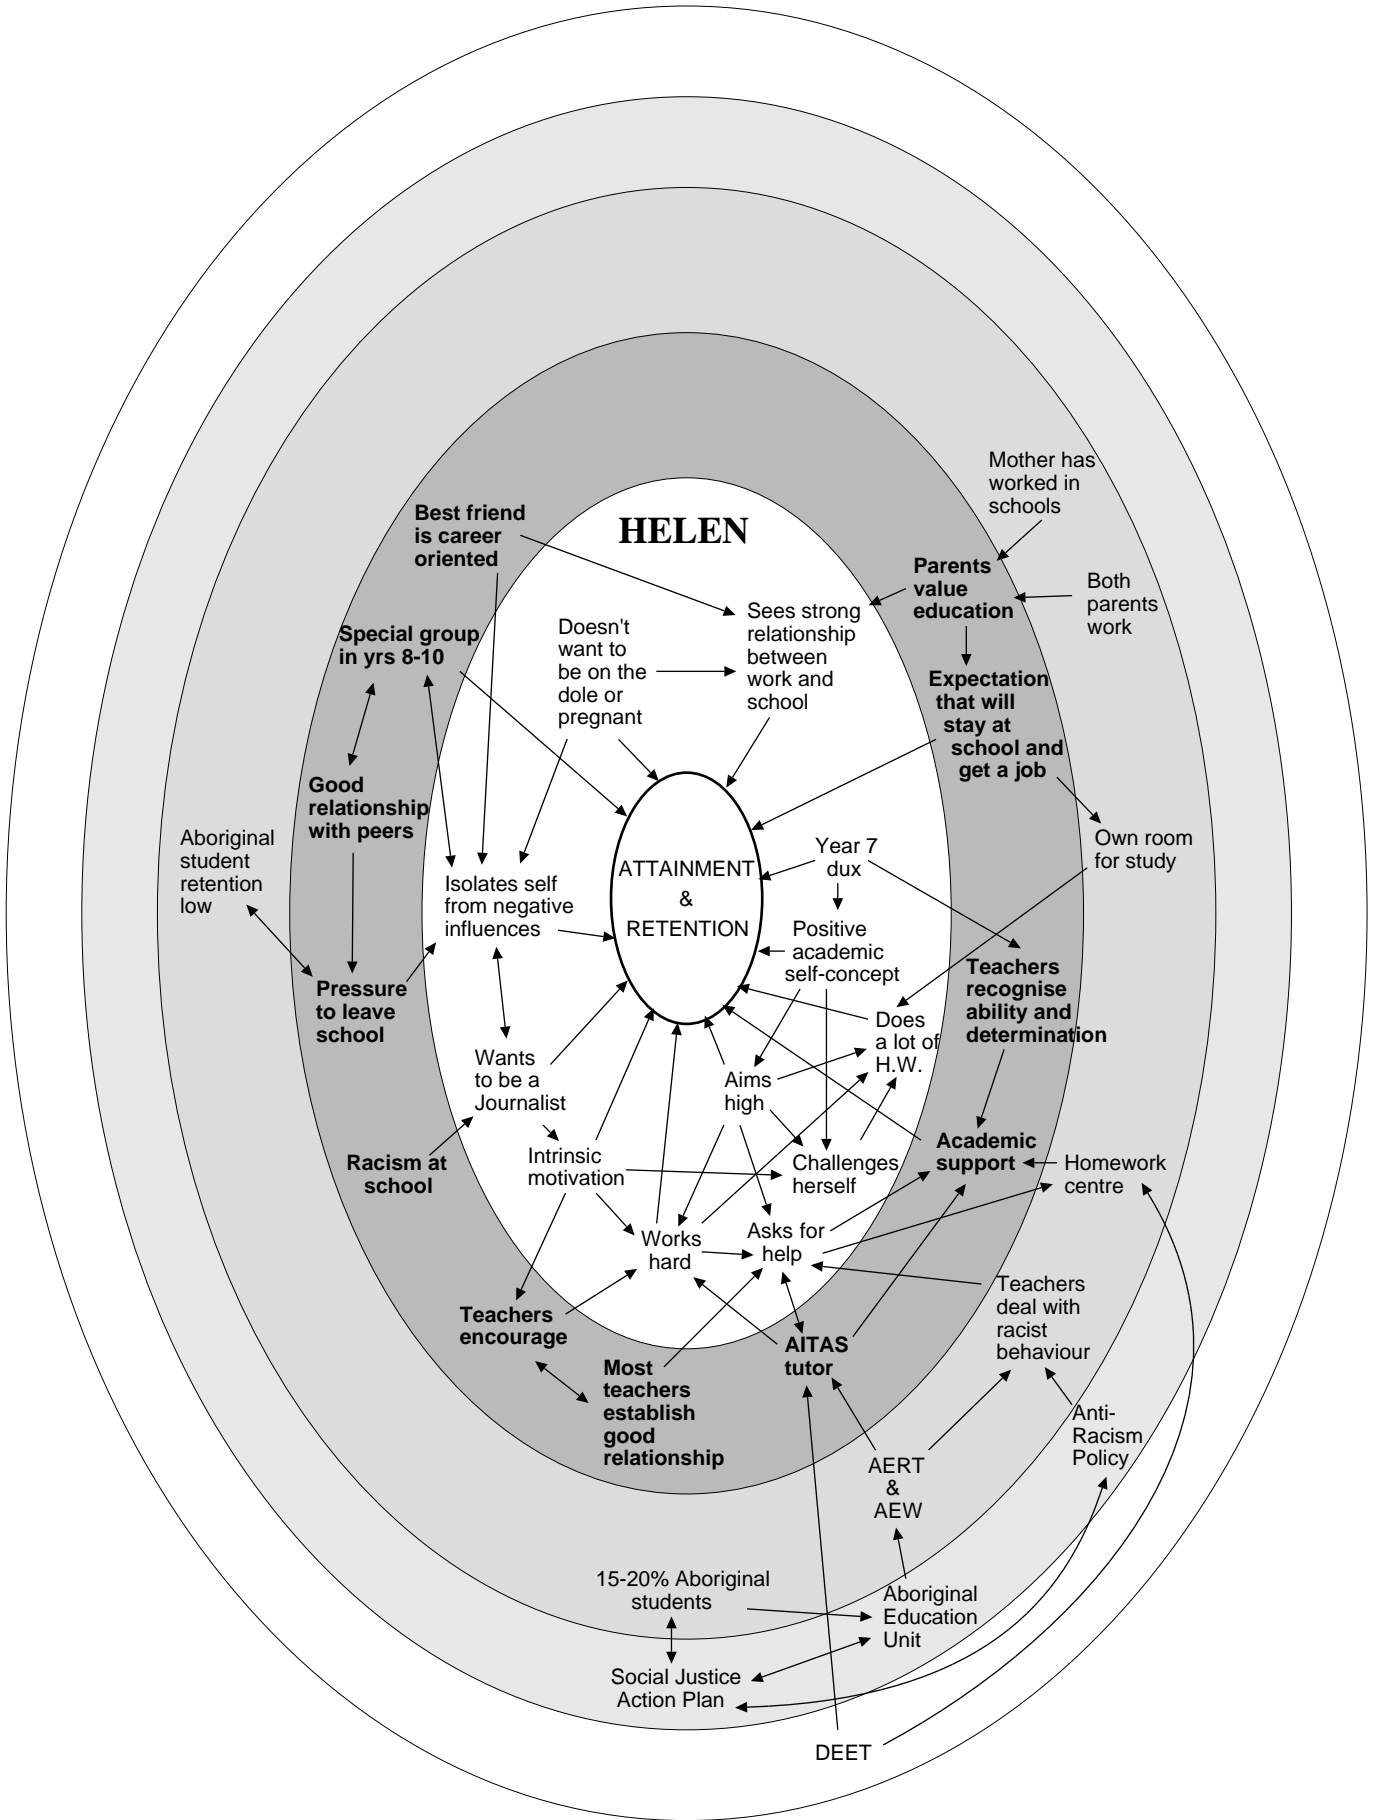 Mother has
worked in
schools
Best friend
is career
oriented
HELEN
Parents
value
education
Both
parents
work
Sees strong
relationship
between
work and
school
Doesn't
want to
be on the
dole or
pregnant
Special group
in yrs 8-10
Expectation
that will
stay at
school and
get a job
Good
relationship
with peers
Aboriginal
student
retention
low
Own room
for study
Year 7
dux
ATTAINMENT
&
RETENTION
Isolates self
from negative
influences
Positive
academic
self-concept
Teachers
recognise
ability and
determination
Pressure
to leave
school
Does
a lot of
H.W.
Wants
to be a
Journalist
Aims
high
Academic
support
Homework
centre
Racism at
school
Intrinsic
motivation
Challenges
herself
Works
hard
Asks for
help
Teachers
deal with
racist
behaviour
Teachers
encourage
AITAS
tutor
Most
teachers
establish
good
relationship
Anti-
Racism
Policy
AERT
&
AEW
15-20% Aboriginal
students
Aboriginal
Education
Unit
Social Justice
Action Plan
DEET